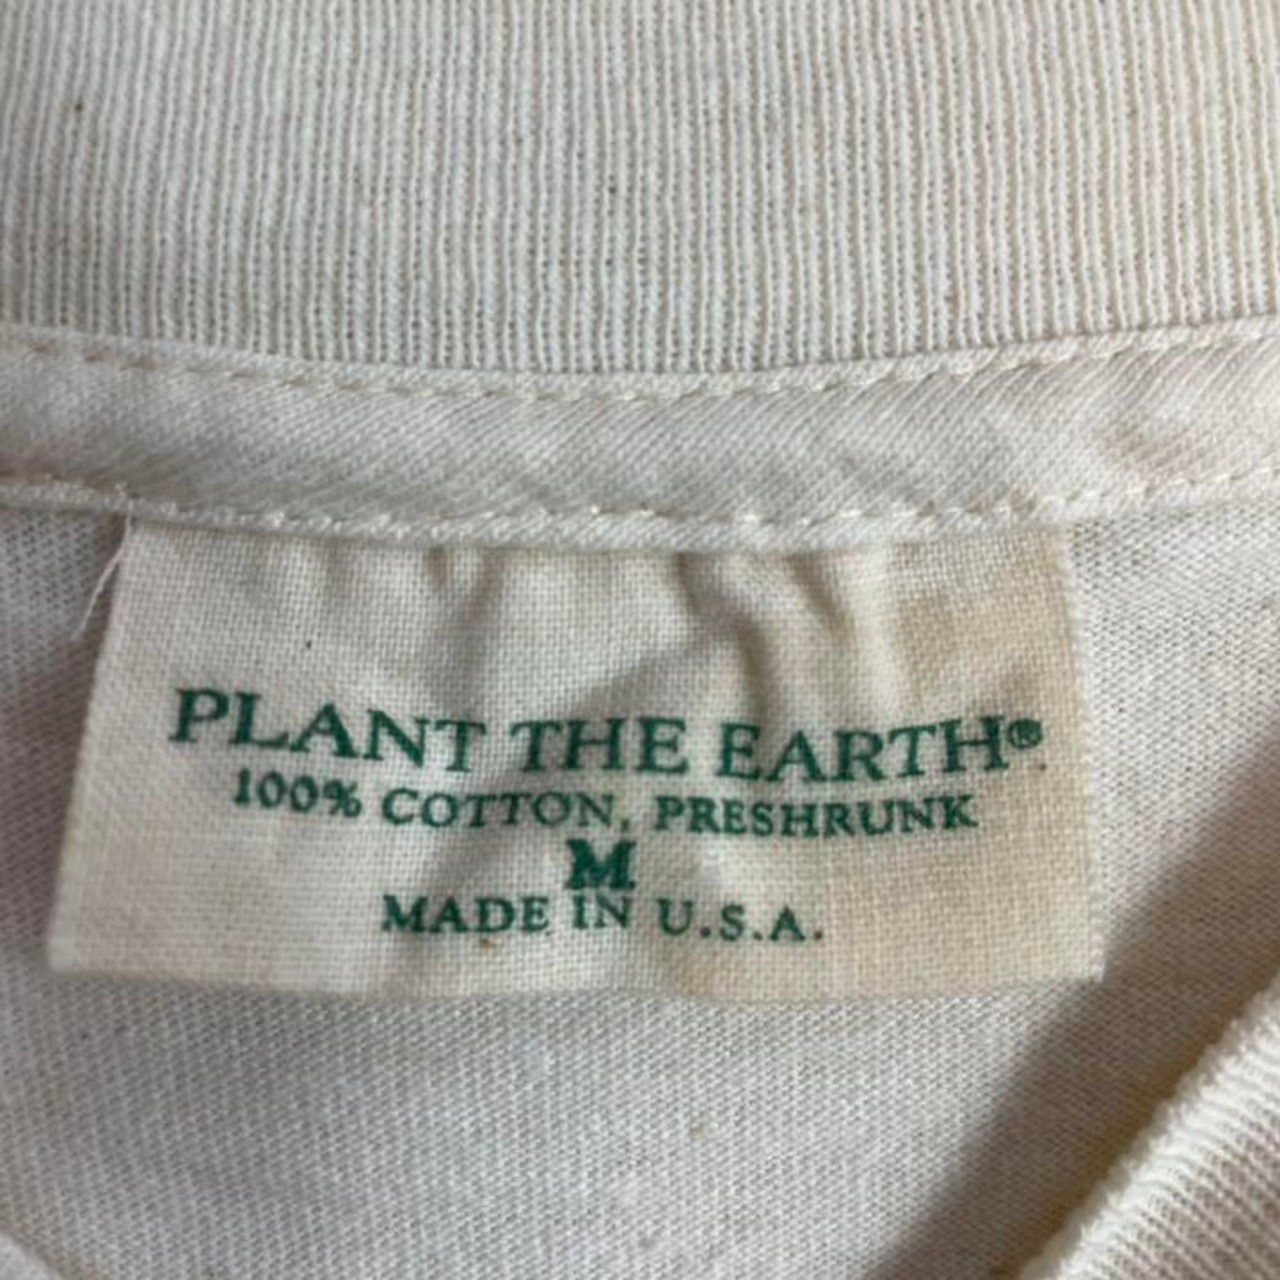 PLANT THE EARTH®
100% COTTON, PRESHRUNK
M
MADE IN U.S.A.